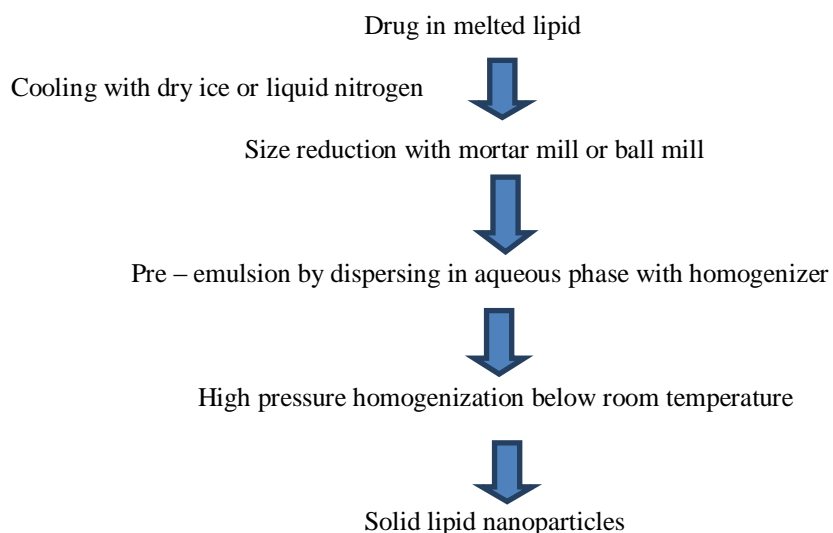 Drug in melted lipid
Cooling with dry ice or liquid nitrogen
Size reduction with mortar mill or ball mill
Pre – emulsion by dispersing in aqueous phase with homogenizer
High pressure homogenization below room temperature
Solid lipid nanoparticles